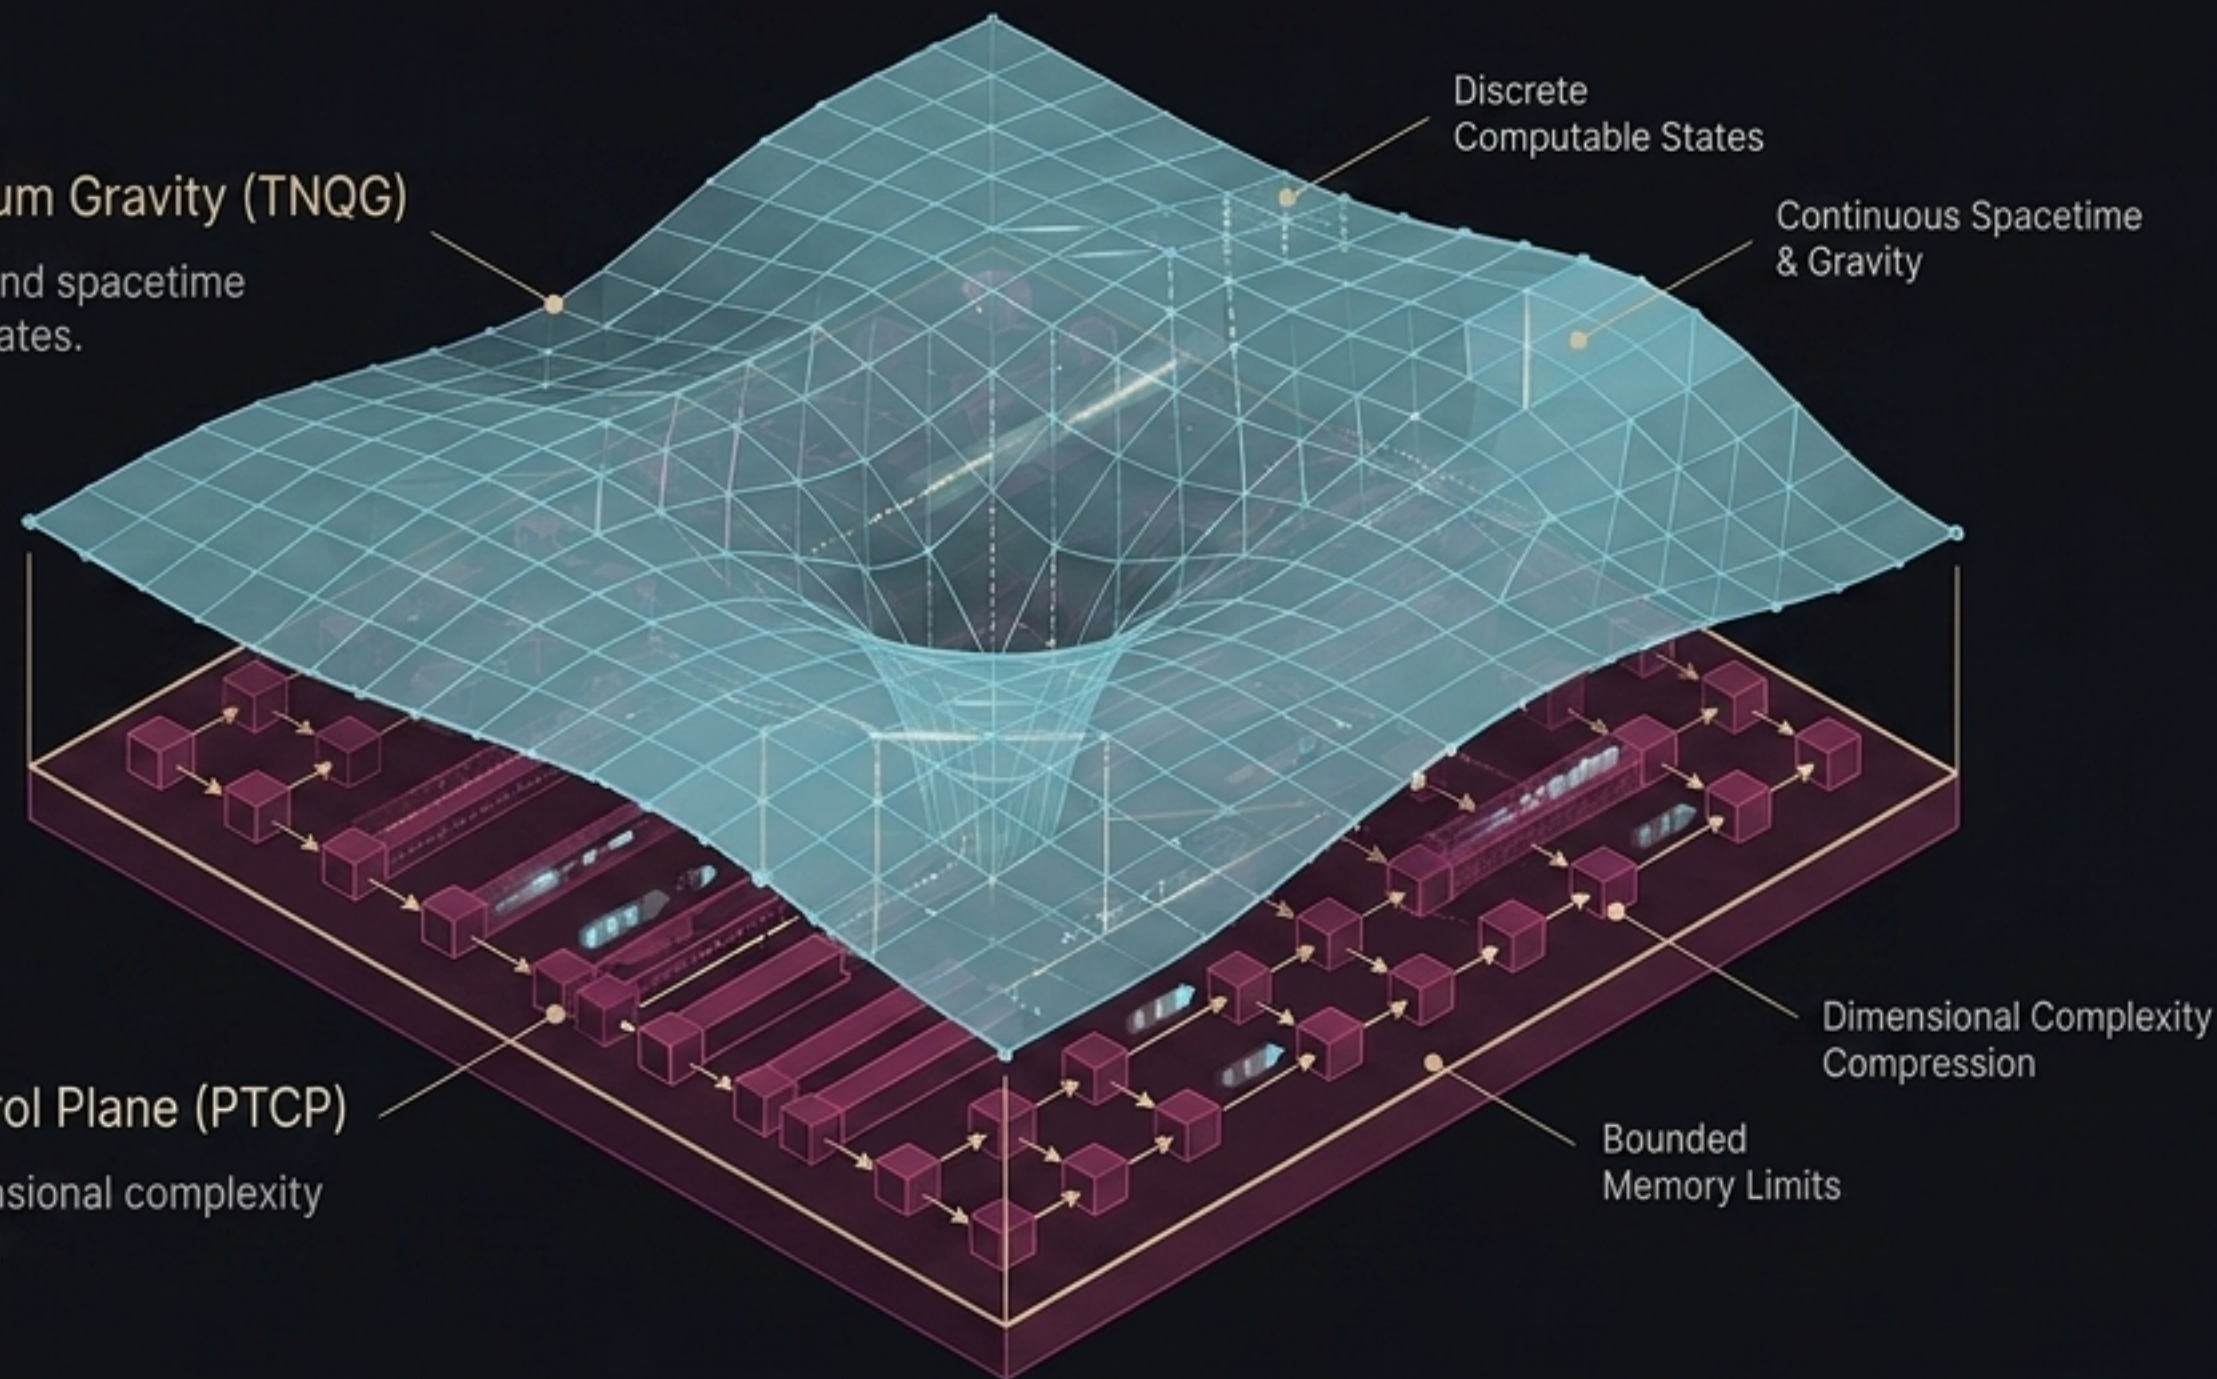 Discrete
Computable States
um Gravity (TNQG)
Continuous Spacetime
& Gravity
nd spacetime
ates.
Dimensional Complexity
Compression
rol Plane (PTCP)
Bounded
Memory Limits
nsional complexity